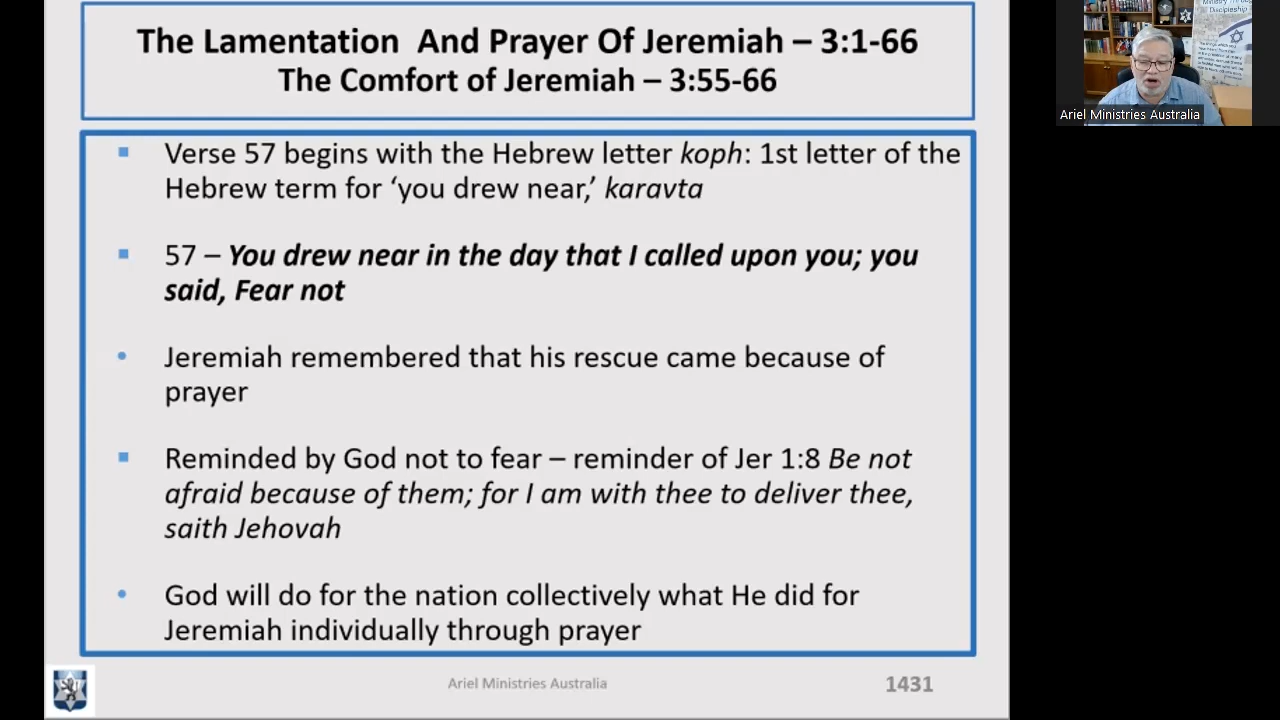 The Lamentation And Prayer Of Jeremiah – 3:1-66
The Comfort of Jeremiah – 3:55-66
Verse 57 begins with the Hebrew letter koph: 1st letter of the
Hebrew term for ‘you drew near,’ karavta
57 – You drew near in the day that I called upon you; you
said, Fear not
Jeremiah remembered that his rescue came because of
prayer
Reminded by God not to fear – reminder of Jer 1:8 Be not
afraid because of them; for I am with thee to deliver thee,
saith Jehovah
God will do for the nation collectively what He did for
Jeremiah individually through prayer
Ariel Ministries Australia
1431
Discipleship
Ariel Ministries Australia